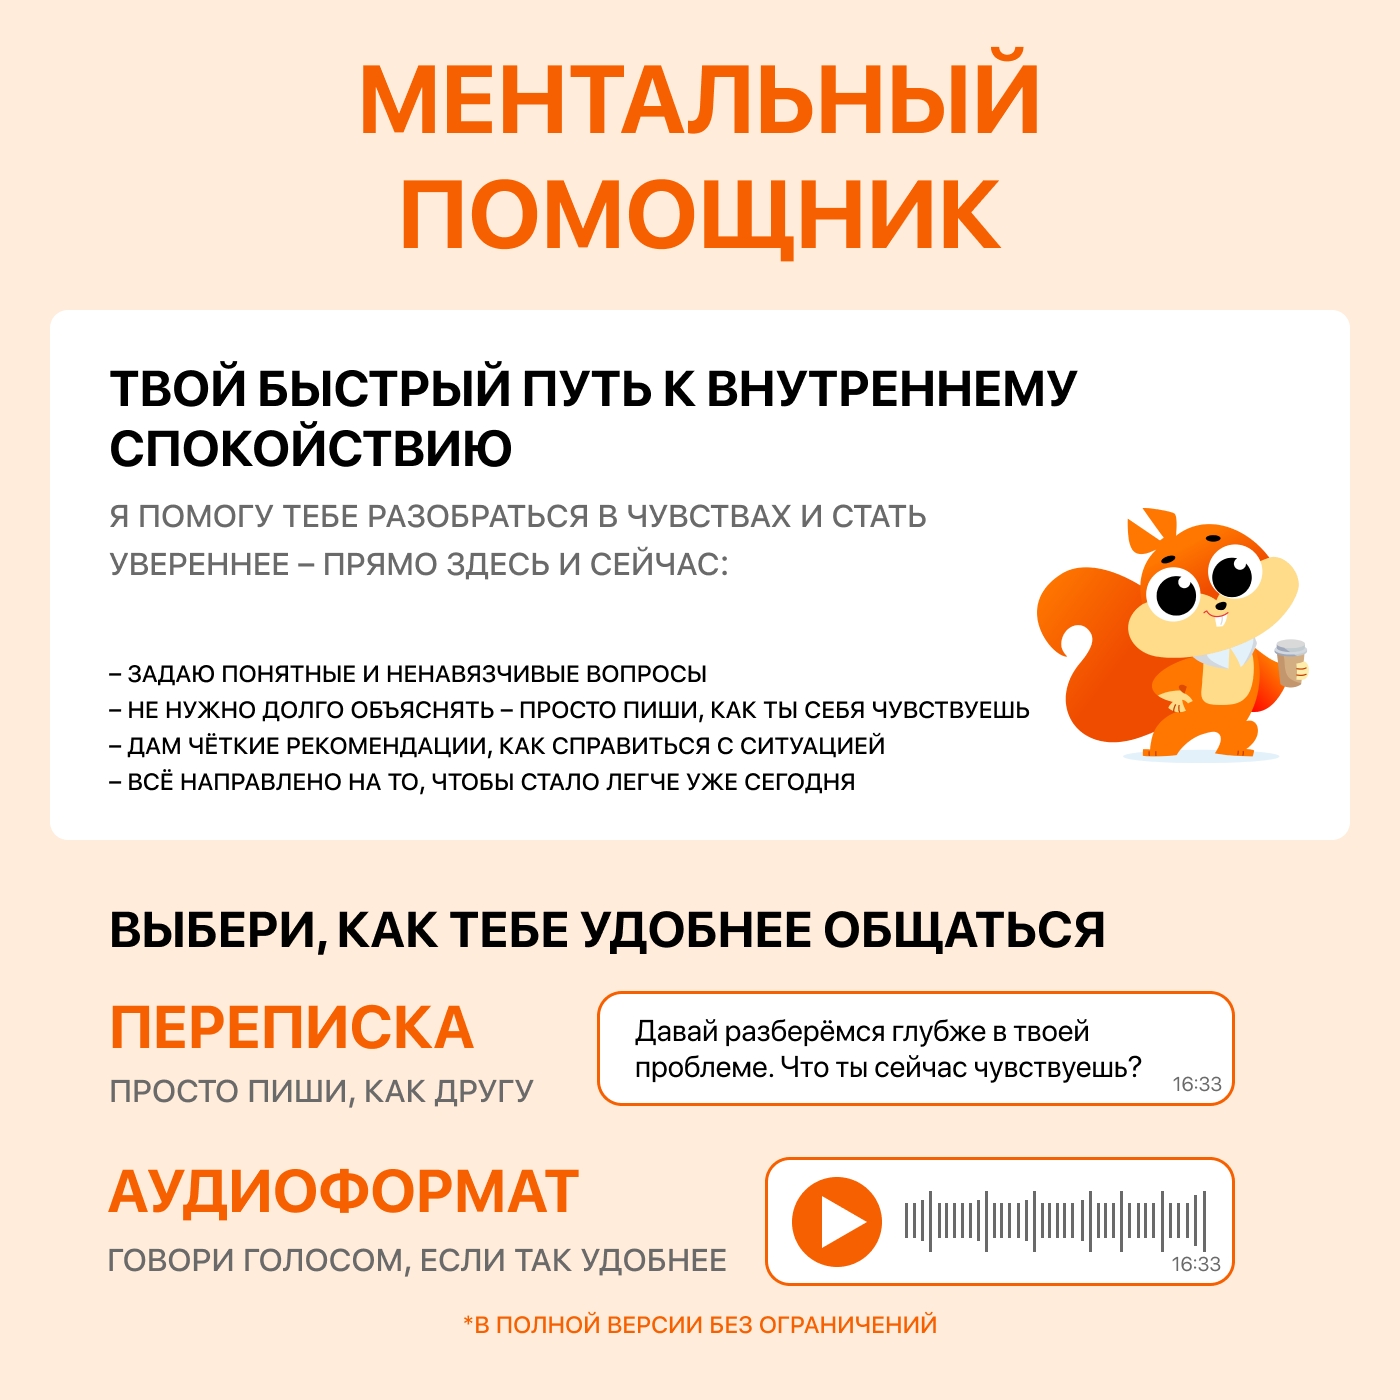 МЕНТАЛЬНЫЙ
ПОМОЩНИК
ТВОЙ БЫСТРЫЙ ПУТЬ К ВНУТРЕННЕМУ
СПОКОЙСТВИЮ
Я ПОМОГУ ТЕБЕ РАЗОБРАТЬСЯ В ЧУВСТВАХ И СТАТЬ
УВЕРЕННЕЕ – ПРЯМО ЗДЕСЬ И СЕЙЧАС:
– ЗАДАЮ ПОНЯТНЫЕ И НЕНАВЯЗЧИВЫЕ ВОПРОСЫ
– НЕ НУЖНО ДОЛГО ОБЪЯСНЯТЬ – ПРОСТО ПИШИ, КАК ТЫ СЕБЯ ЧУВСТВУЕШЬ
– ДАМ ЧЁТКИЕ РЕКОМЕНДАЦИИ, КАК СПРАВИТЬСЯ С СИТУАЦИЕЙ
– ВСЁ НАПРАВЛЕНО НА ТО, ЧТОБЫ СТАЛО ЛЕГЧЕ УЖЕ СЕГОДНЯ
ВЫБЕРИ, КАК ТЕБЕ УДОБНЕЕ ОБЩАТЬСЯ
ПЕРЕПИСКА
ПРОСТО ПИШИ, КАК ДРУГУ
Давай разберёмся глубже в твоей
проблеме. Что ты сейчас чувствуешь?
16:33
АУДИОФОРМАТ
ГОВОРИ ГОЛОСОМ, ЕСЛИ ТАК УДОБНЕЕ
16:33
*В ПОЛНОЙ ВЕРСИИ БЕЗ ОГРАНИЧЕНИЙ